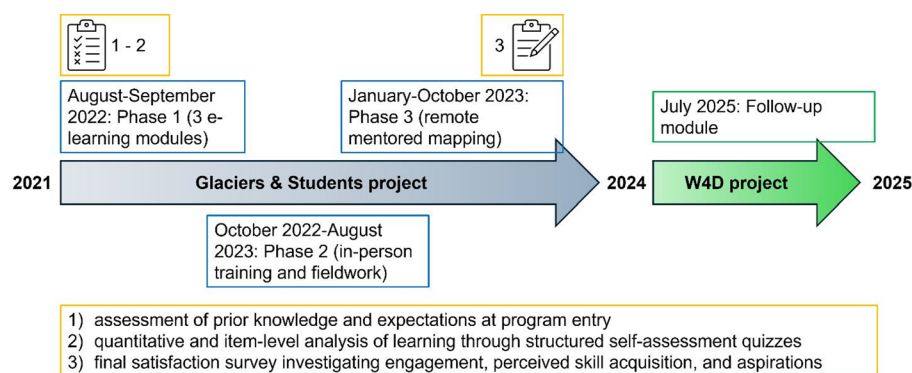 1 - 2
3
August-September
2022: Phase 1 (3 e-
learning modules)
January-October 2023:
Phase 3 (remote
mentored mapping)
July 2025: Follow-up
module
2021
Glaciers & Students project
2024
W4D project
2025
October 2022-August
2023: Phase 2 (in-person
training and fieldwork)
1) assessment of prior knowledge and expectations at program entry
2) quantitative and item-level analysis of learning through structured self-assessment quizzes
3) final satisfaction survey investigating engagement, perceived skill acquisition, and aspirations